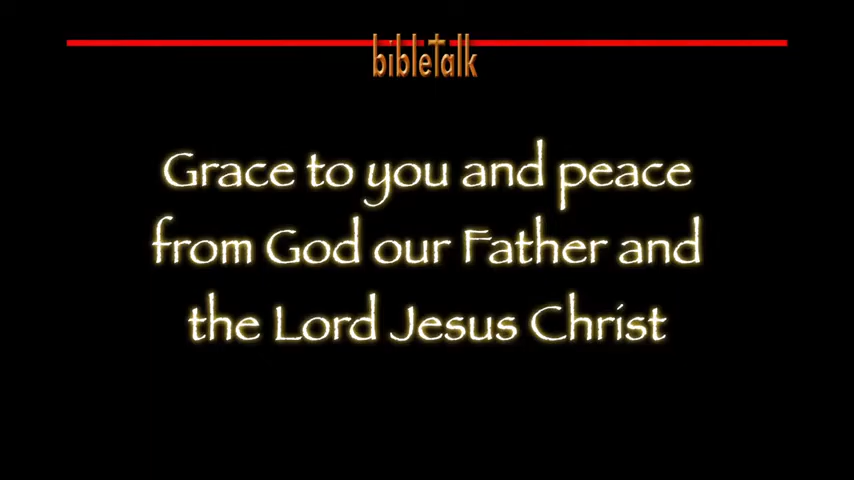 bibleTalk
Grace to you and peace
from God our Father and
the Lord Jesus Christ